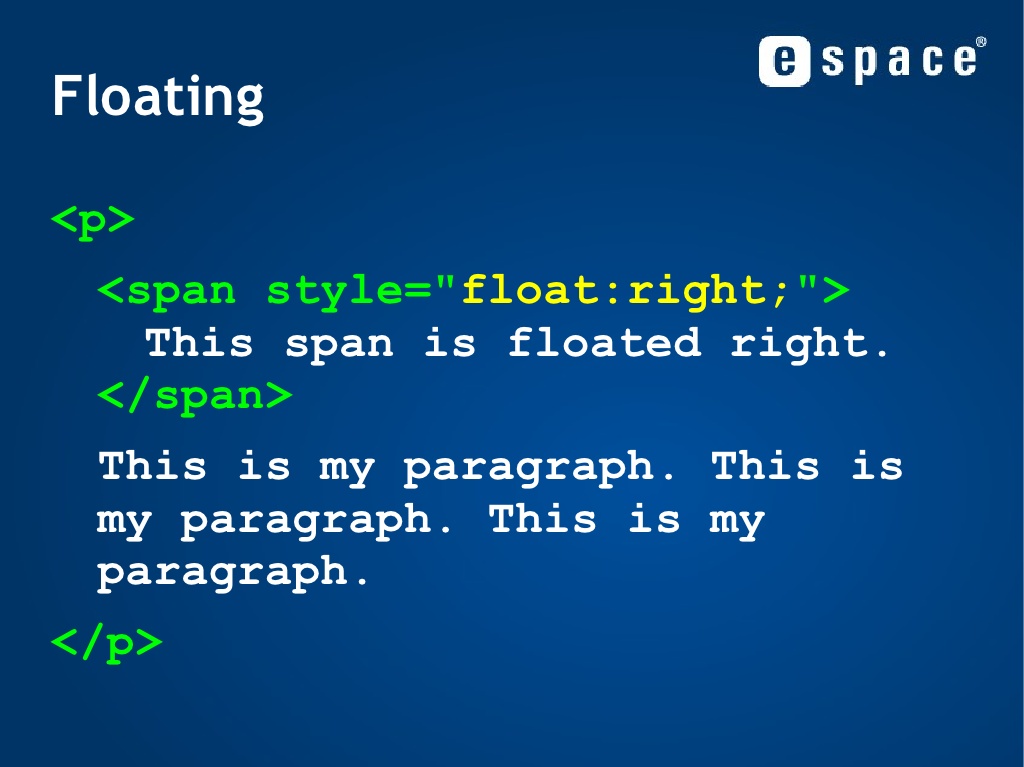 espace®
Floating
<p>
<span style="float:right;">
This span is floated right.
</span>
This is my paragraph. This is
my paragraph. This is my
paragraph.
</p>